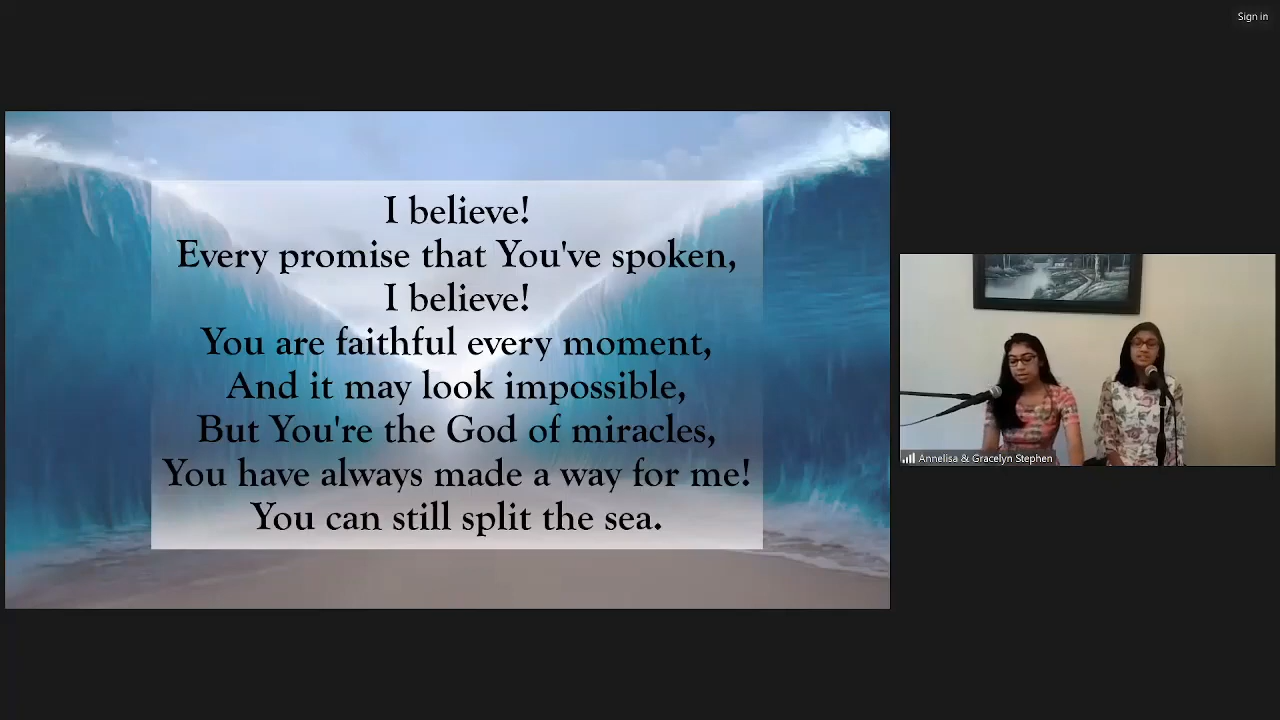 Sign in
I believe!
Every promise that You've spoken,
I believe!
You are faithful every moment,
And it may look impossible,
But You're the God of miracles,
You have always made a way for me!
You can still split the sea.
Annelisa & Gracelyn Stephen